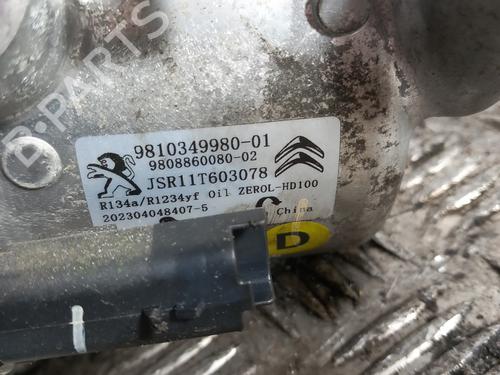 B-PARTS
9810349980-01
9808860080-02
JSR11T603078
R134a/R1234yf Oil ZEROL-HD100
202304048407-5
China
D